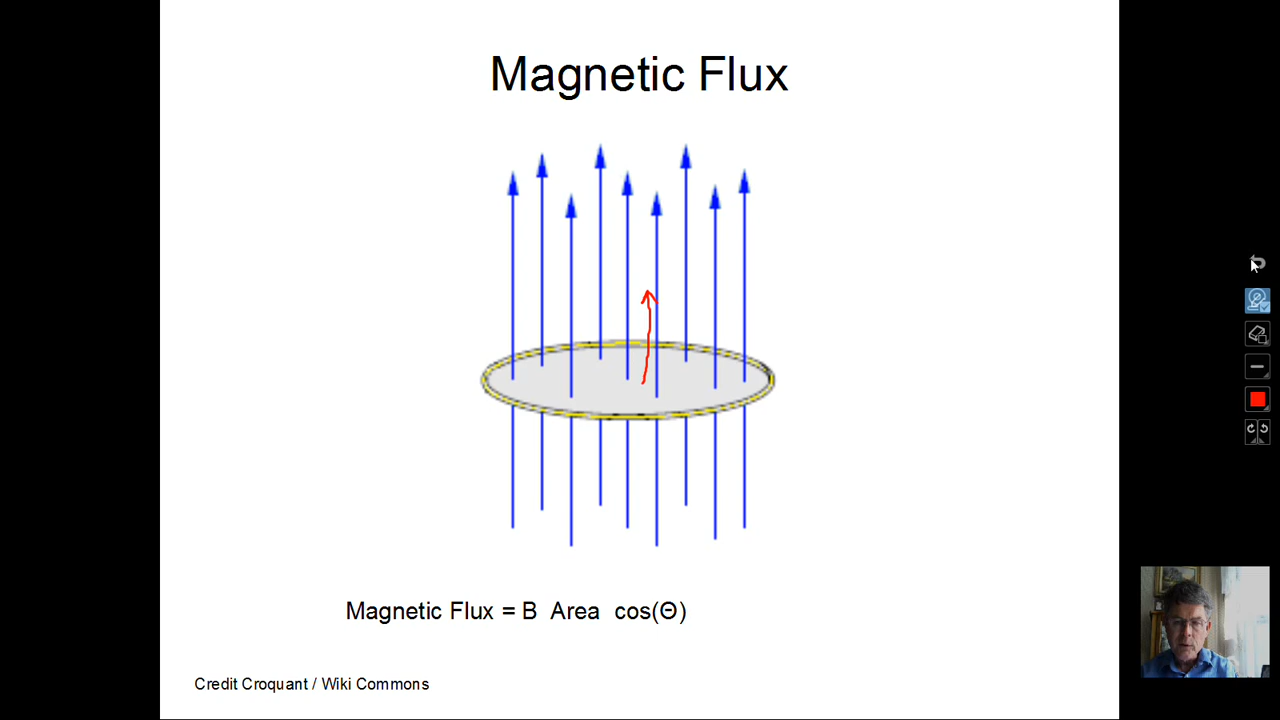 Magnetic Flux
Magnetic Flux = B Area cos(Θ)
Credit Croquant / Wiki Commons